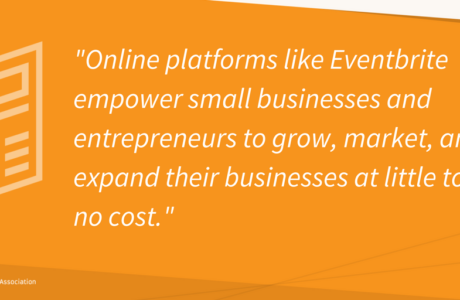 "Online platforms like Eventbrite
empower small businesses and
entrepreneurs to grow, market, an
expand their businesses at little to
no cost."
Association